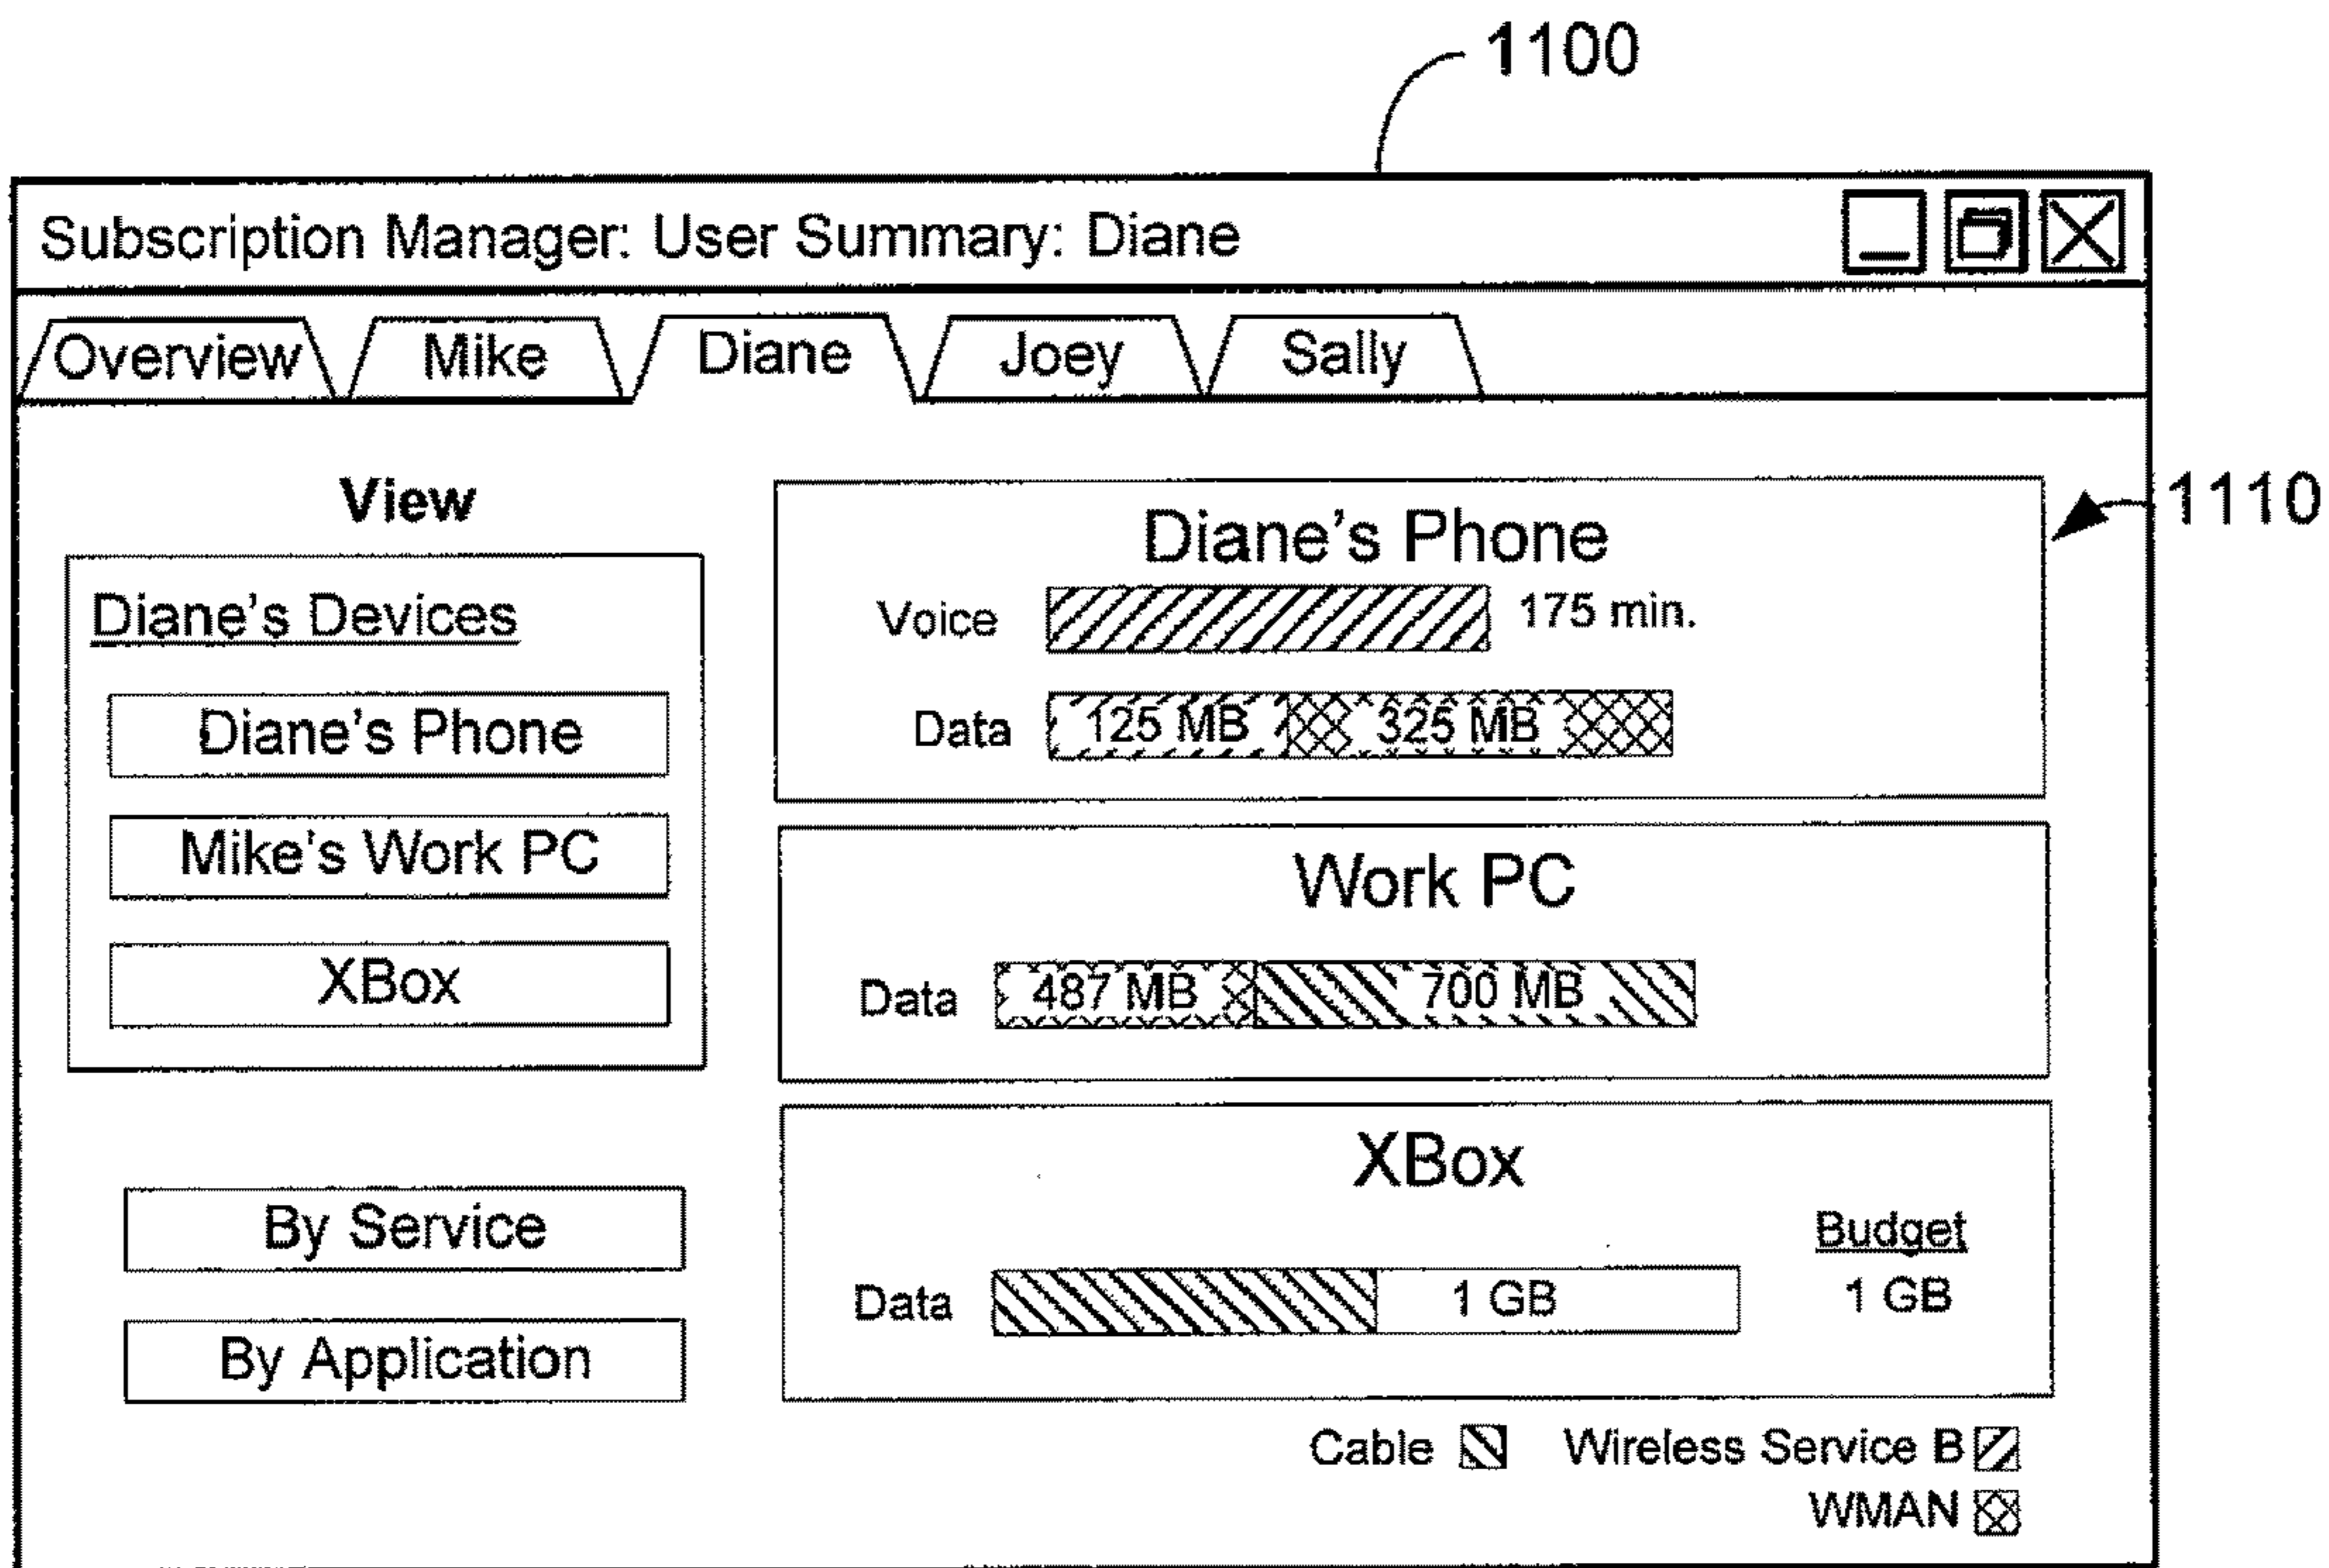 1100
Subscription Manager: User Summary: Diane
Overview Mike Diane Joey Sally
1110
View
Diane's Devices
Diane's Phone
Mike's Work PC
XBox
By Service
By Application
Diane's Phone
Voice 175 min.
Data 125 MB 325 MB
Work PC
Data 487 MB 700 MB
XBox
Budget
Data 1 GB 1 GB
Cable Wireless Service B
WMAN